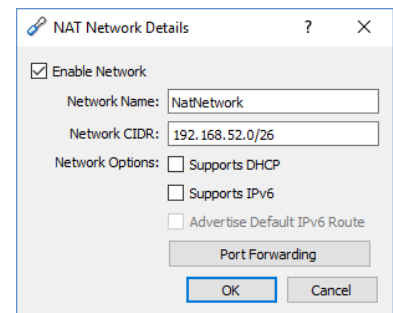 NAT Network Details ?
Enable Network
Network Name: NatNetwork
Network CIDR: 192.168.52.0/26
Network Options: Supports DHCP
Supports IPv6
Advertise Default IPv6 Route
Port Forwarding
OK Cancel